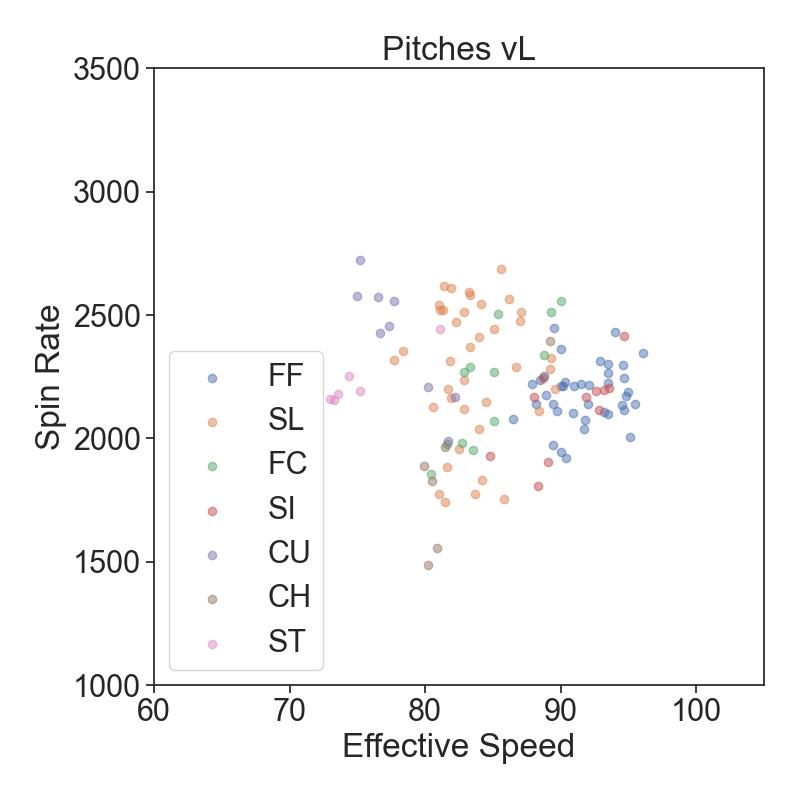 Pitches vL
3500
3000
2500
2000
1500
1000
Spin Rate
FF
SL
FC
SI
CU
CH
ST
60 70 80 90 100
Effective Speed